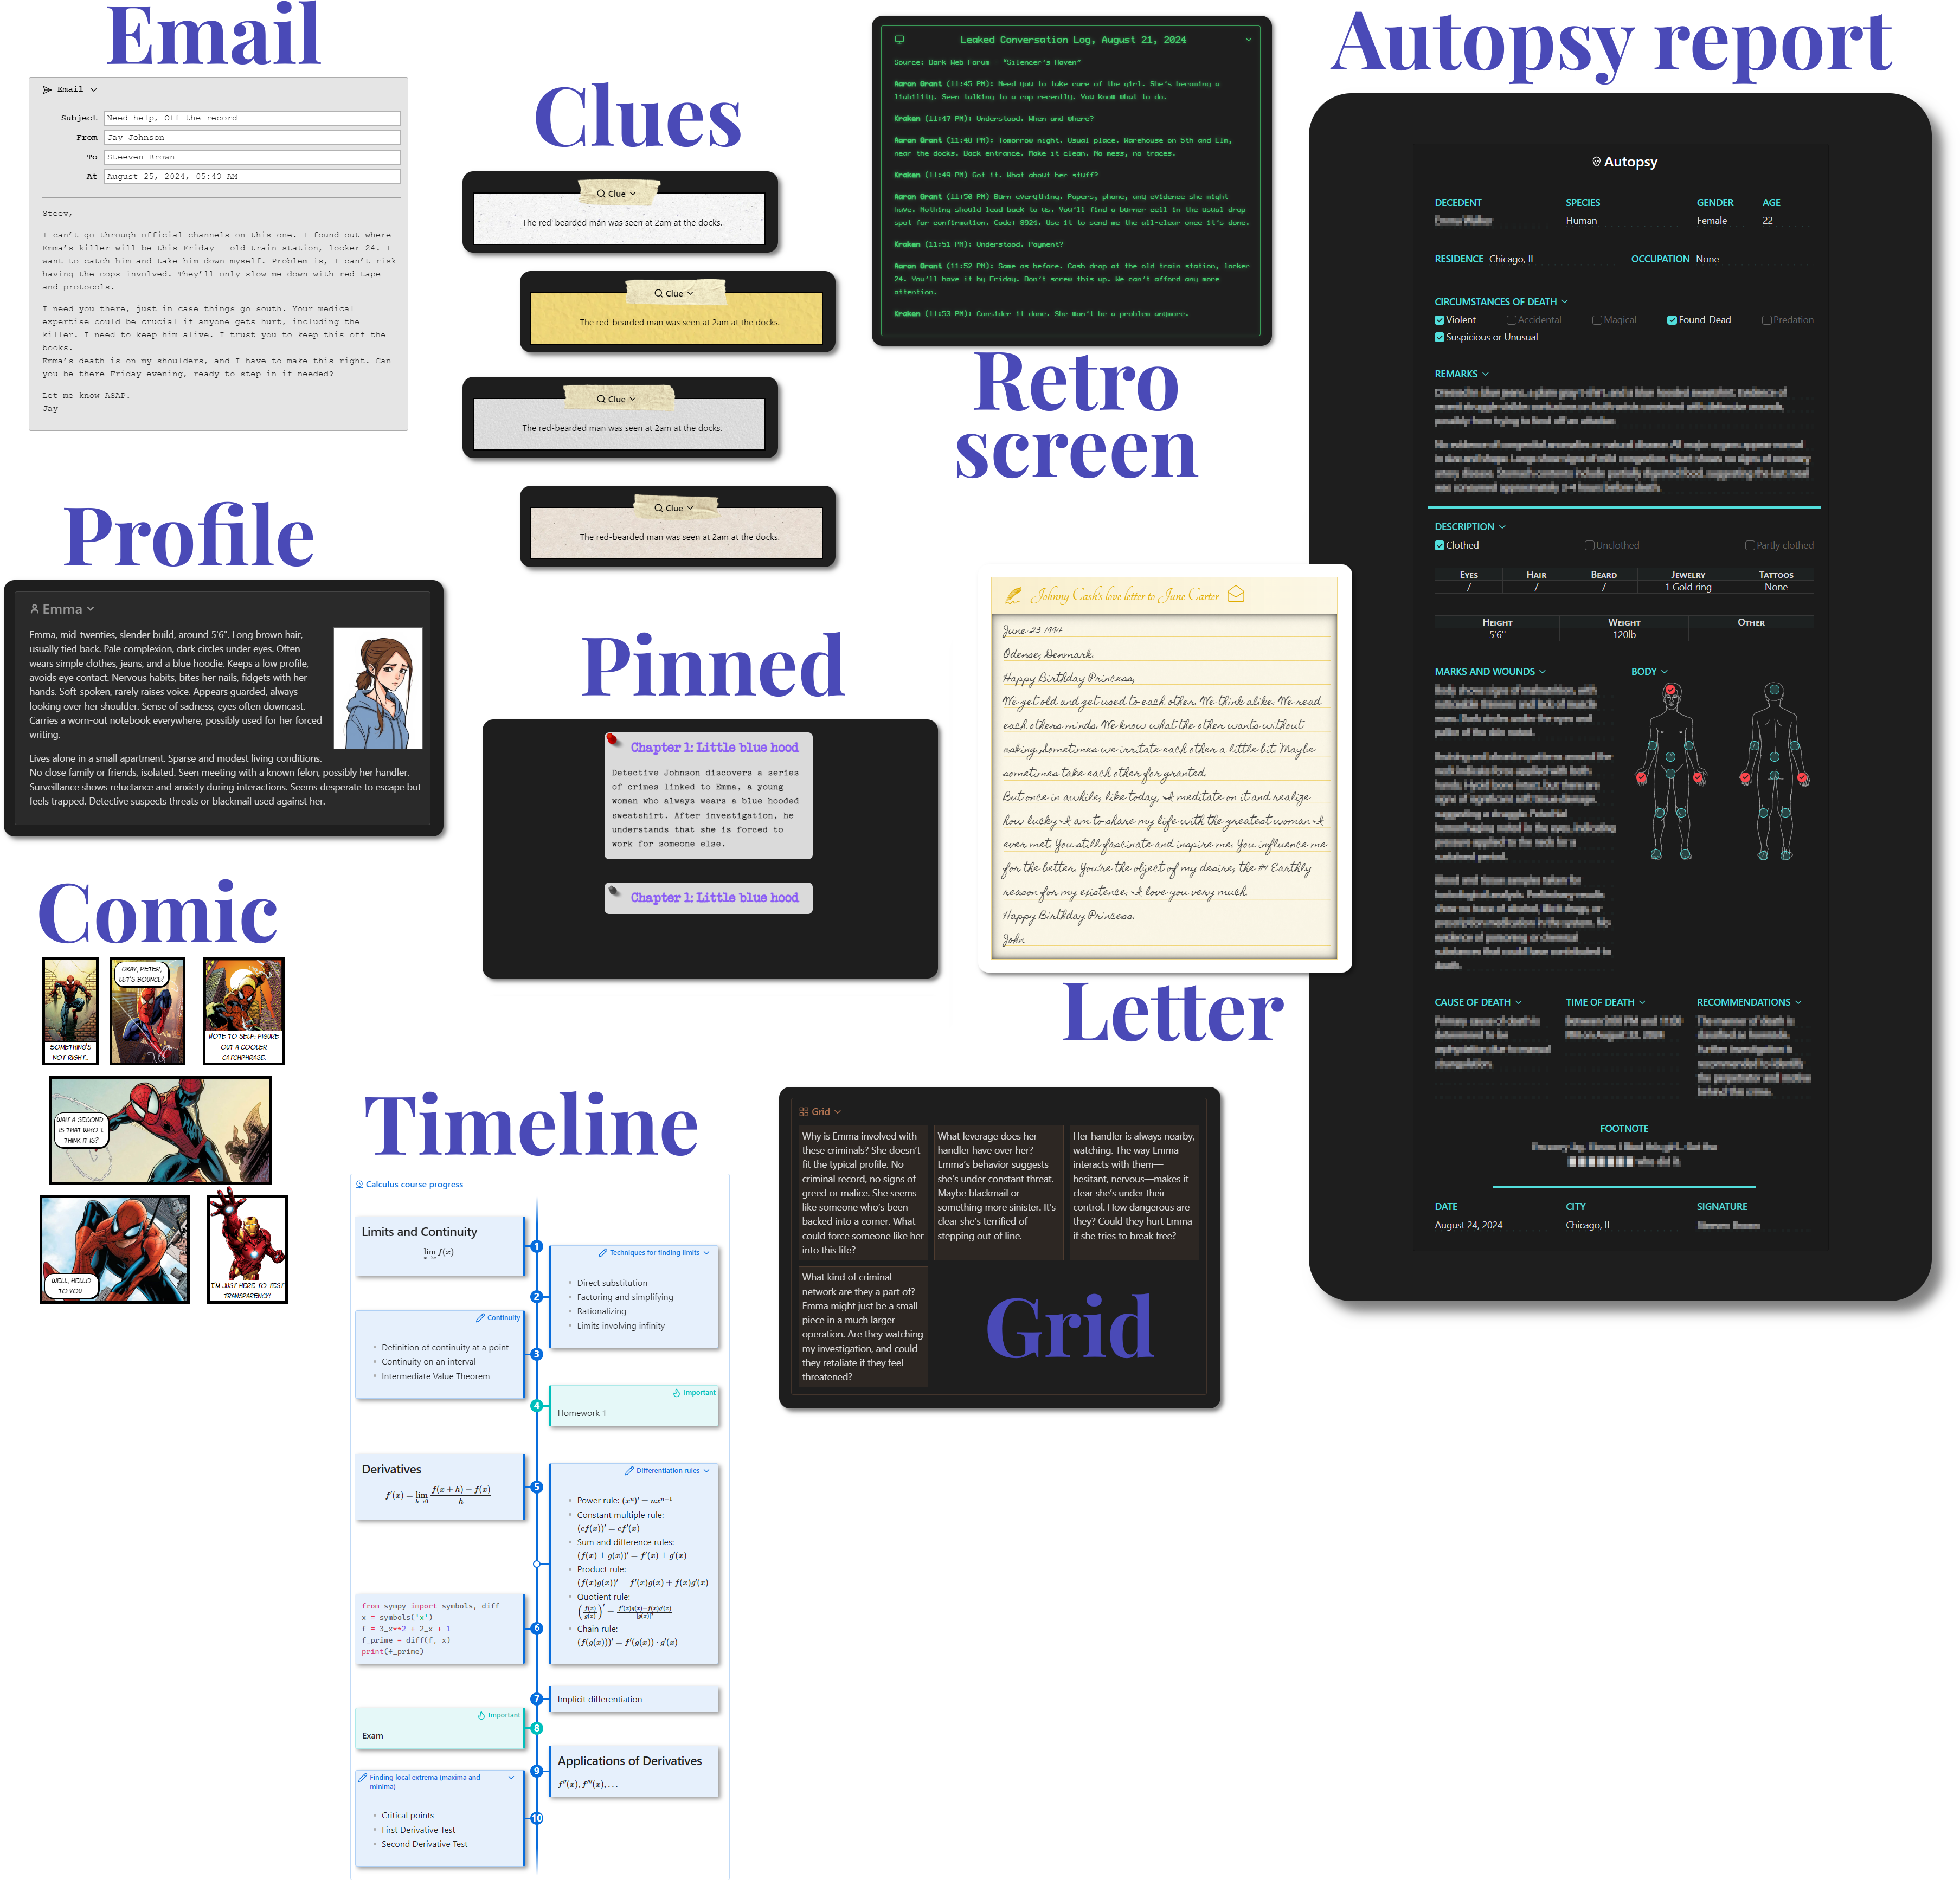 Email
Email
Subject Need help, Off the record
From Jay Johnson
To Steeven Brown
At August 25, 2024, 05:43 AM
Steev,
I can't go through official channels on this one. I found out where
Emma's killer will be this Friday — old train station, locker 24. I
want to catch him and take him down myself. Problem is, I can't risk
having the cops involved. They'll only slow me down with red tape
and protocols.
I need you there, just in case things go south. Your medical
expertise could be crucial if anyone gets hurt, including the
killer. I need to keep him alive. I trust you to keep this off the
books.
Emma's death is on my shoulders, and I have to make this right. Can
you be there Friday evening, ready to step in if needed?
Let me know ASAP.
Jay
Clues
Clue
The red-bearded man was seen at 2am at the docks.
Clue
The red-bearded man was seen at 2am at the docks.
Clue
The red-bearded man was seen at 2am at the docks.
Clue
The red-bearded man was seen at 2am at the docks.
Leaked Conversation Log, August 21, 2024
Source: Dark Web Forum - "Silencer's Haven"
Aaron Grant (11:45 PM): Need you to take care of the girl. She's becoming a
liability. Seen talking to a cop recently. You know what to do.
Kraken (11:47 PM): Understood. When and where?
Aaron Grant (11:48 PM): Tomorrow night. Usual place. Warehouse on 5th and Elm,
near the docks. Back entrance. Make it clean. No mess, no traces.
Kraken (11:49 PM) Got it. What about her stuff?
Aaron Grant (11:50 PM) Burn everything. Papers, phone, any evidence she might
have. Nothing should lead back to us. You'll find a burner cell in the usual drop
spot for confirmation. Code: 0924. Use it to send me the all-clear once it's done.
Kraken (11:51 PM): Understood. Payment?
Aaron Grant (11:52 PM): Same as before. Cash drop at the old train station, locker
24. You'll have it by Friday. Don't screw this up. We can't afford any more
attention.
Kraken (11:53 PM): Consider it done. She won't be a problem anymore.
Retro
screen
Profile
Emma
Emma, mid-twenties, slender build, around 5'6". Long brown hair,
usually tied back. Pale complexion, dark circles under eyes. Often
wears simple clothes, jeans, and a blue hoodie. Keeps a low profile,
avoids eye contact. Nervous habits, bites her nails, fidgets with her
hands. Soft-spoken, rarely raises voice. Appears guarded, always
looking over her shoulder. Sense of sadness, eyes often downcast.
Carries a worn-out notebook everywhere, possibly used for her forced
writing.
Lives alone in a small apartment. Sparse and modest living conditions.
No close family or friends, isolated. Seen meeting with a known felon, possibly her handler.
Surveillance shows reluctance and anxiety during interactions. Seems desperate to escape but
feels trapped. Detective suspects threats or blackmail used against her.
Pinned
Chapter 1: Little blue hood
Detective Johnson discovers a series
of crimes linked to Emma, a young
woman who always wears a blue hooded
sweatshirt. After investigation, he
understands that she is forced to
work for someone else.
Chapter 1: Little blue hood
Johnny Cash's love letter to June Carter
June 23 1994
Odense, Denmark.
Happy Birthday Princess,
We get old and get used to each other. We think alike. We read
each others minds. We know what the other wants without
asking. Sometimes we irritate each other a little bit. Maybe
sometimes take each other for granted.
But once in awhile, like today, I meditate on it and realize
how lucky I am to share my life with the greatest woman I
ever met. You still fascinate and inspire me. You influence me
for the better. You're the object of my desire, the #1 Earthly
reason for my existence. I love you very much.
Happy Birthday Princess.
John
Letter
Comic
SOMETHING'S
NOT RIGHT...
OKAY, PETER,
LET'S BOUNCE!
NOTE TO SELF: FIGURE
OUT A COOLER
CATCHPHRASE.
WAIT A SECOND...
IS THAT WHO I
THINK IT IS?
WELL, HELLO
TO YOU...
I'M JUST HERE TO TEST
TRANSPARENCY!
Timeline
Calculus course progress
Limits and Continuity
lim x→c f(x)
1
Techniques for finding limits
Direct substitution
Factoring and simplifying
Rationalizing
Limits involving infinity
2
Continuity
Definition of continuity at a point
Continuity on an interval
Intermediate Value Theorem
3
Important
Homework 1
4
Derivatives
f′(x) = lim h→0 f(x + h) − f(x) / h
5
Differentiation rules
Power rule: (xⁿ)′ = nxⁿ⁻¹
Constant multiple rule:
(cf(x))′ = cf′(x)
Sum and difference rules:
(f(x) ± g(x))′ = f′(x) ± g′(x)
Product rule:
(f(x)g(x))′ = f′(x)g(x) + f(x)g′(x)
Quotient rule:
(f(x)/g(x))′ = f′(x)g(x)−f(x)g′(x) / [g(x)]²
Chain rule:
(f(g(x)))′ = f′(g(x)) · g′(x)
from sympy import symbols, diff
x = symbols('x')
f = 3_x**2 + 2_x + 1
f_prime = diff(f, x)
print(f_prime)
6
7
Implicit differentiation
Important
Exam
8
Applications of Derivatives
f″(x), f‴(x), . . .
9
Finding local extrema (maxima and
minima)
Critical points
First Derivative Test
Second Derivative Test
10
Grid
Why is Emma involved with
these criminals? She doesn't
fit the typical profile. No
criminal record, no signs of
greed or malice. She seems
like someone who's been
backed into a corner. What
could force someone like her
into this life?
What leverage does her
handler have over her?
Emma's behavior suggests
she's under constant threat.
Maybe blackmail or
something more sinister. It's
clear she's terrified of
stepping out of line.
Her handler is always nearby,
watching. The way Emma
interacts with them—
hesitant, nervous—makes it
clear she's under their
control. How dangerous are
they? Could they hurt Emma
if she tries to break free?
What kind of criminal
network are they a part of?
Emma might just be a small
piece in a much larger
operation. Are they watching
my investigation, and could
they retaliate if they feel
threatened?
Grid
Autopsy report
Autopsy
DECEDENT SPECIES GENDER AGE
Human Female 22
RESIDENCE Chicago, IL OCCUPATION None
CIRCUMSTANCES OF DEATH
Violent Accidental Magical Found-Dead Predation
Suspicious or Unusual
REMARKS
DESCRIPTION
Clothed Unclothed Partly clothed
EYES HAIR BEARD JEWELRY TATTOOS
/ / / 1 Gold ring None
HEIGHT WEIGHT OTHER
5'6'' 120lb
MARKS AND WOUNDS BODY
CAUSE OF DEATH TIME OF DEATH RECOMMENDATIONS
FOOTNOTE
DATE CITY SIGNATURE
August 24, 2024 Chicago, IL